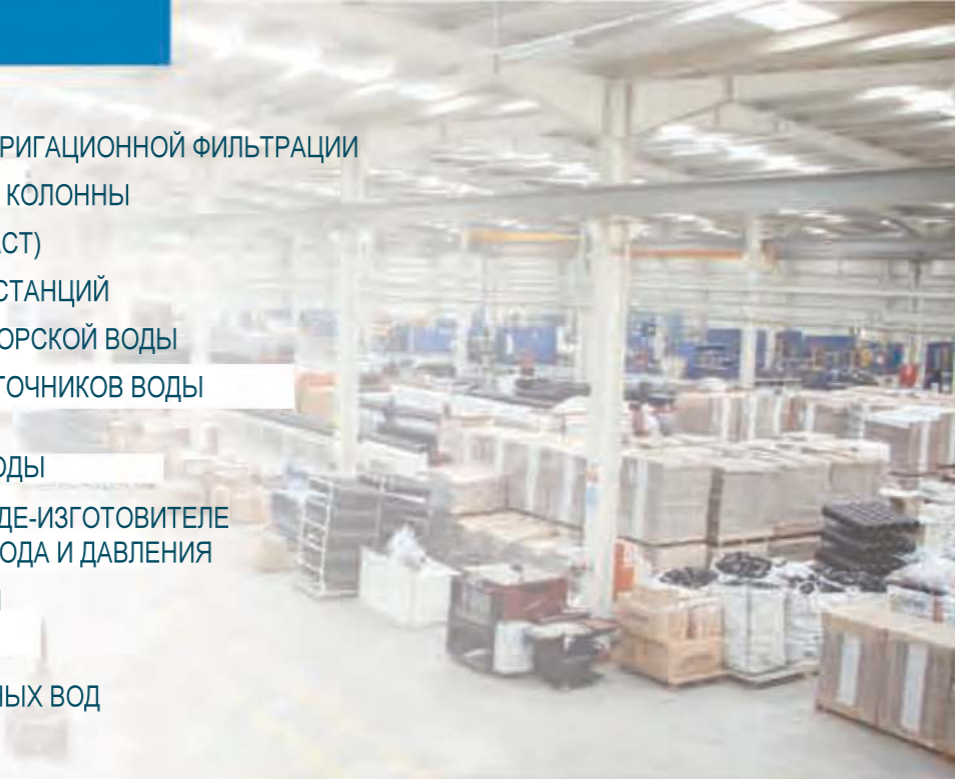 РИГАЦИОННОЙ ФИЛЬТРАЦИИ
КОЛОННЫ
СТ)
СТАНЦИЙ
ОРСКОЙ ВОДЫ
ТОЧНИКОВ ВОДЫ
ОДЫ
ДЕ-ИЗГОТОВИТЕЛЕ
ОДА И ДАВЛЕНИЯ
НЫХ ВОД